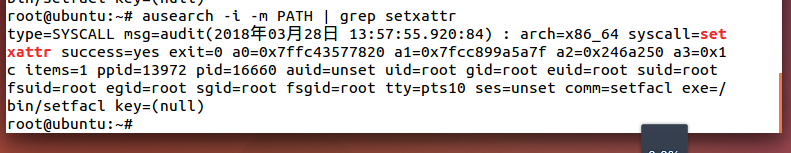 root@ubuntu:~# ausearch -i -m PATH | grep setxattr
type=SYSCALL msg=audit(2018年03月28日 13:57:55.920:84) : arch=x86_64 syscall=set
xattr success=yes exit=0 a0=0x7ffc43577820 a1=0x7fcc899a5a7f a2=0x246a250 a3=0x1
c items=1 ppid=13972 pid=16660 auid=unset uid=root gid=root euid=root suid=root
fsuid=root egid=root sgid=root fsgid=root tty=pts10 ses=unset comm=setfacl exe=/
bin/setfacl key=(null)
root@ubuntu:~#